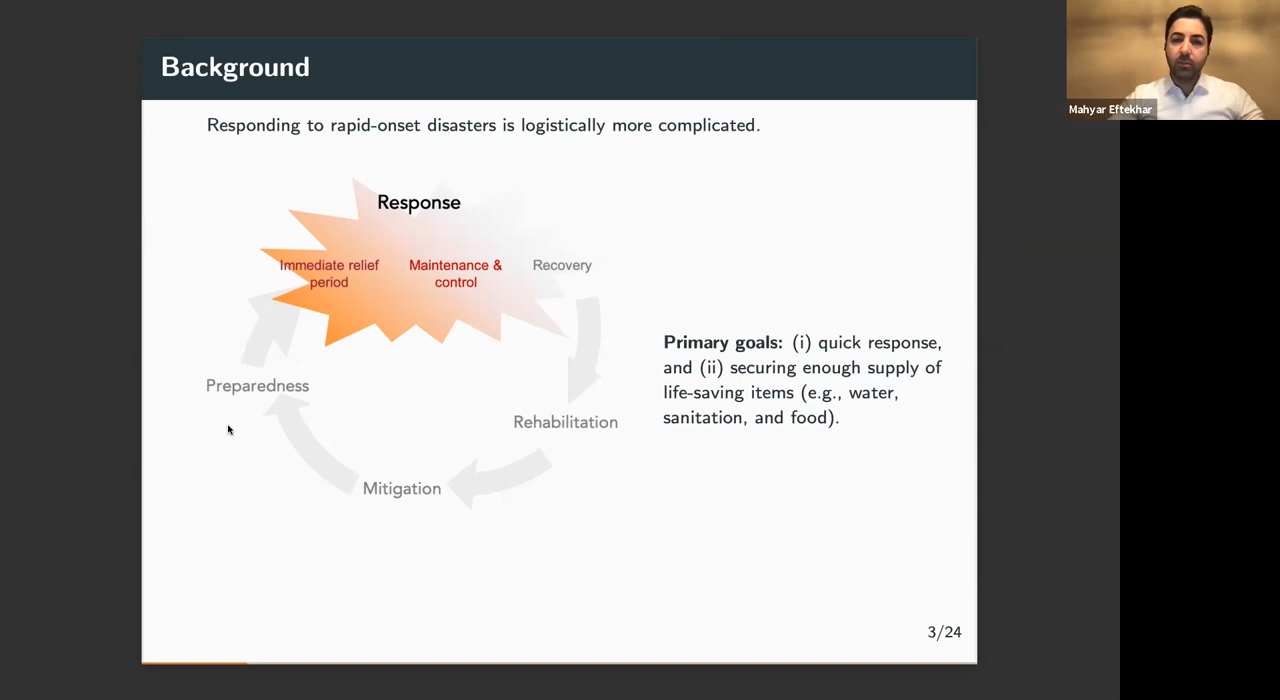 Background
Responding to rapid-onset disasters is logistically more complicated.
Response
Immediate relief
period
Maintenance &
control
Recovery
Preparedness
Rehabilitation
Mitigation
Primary goals: (i) quick response,
and (ii) securing enough supply of
life-saving items (e.g., water,
sanitation, and food).
3/24
Mahyar Eftekhar